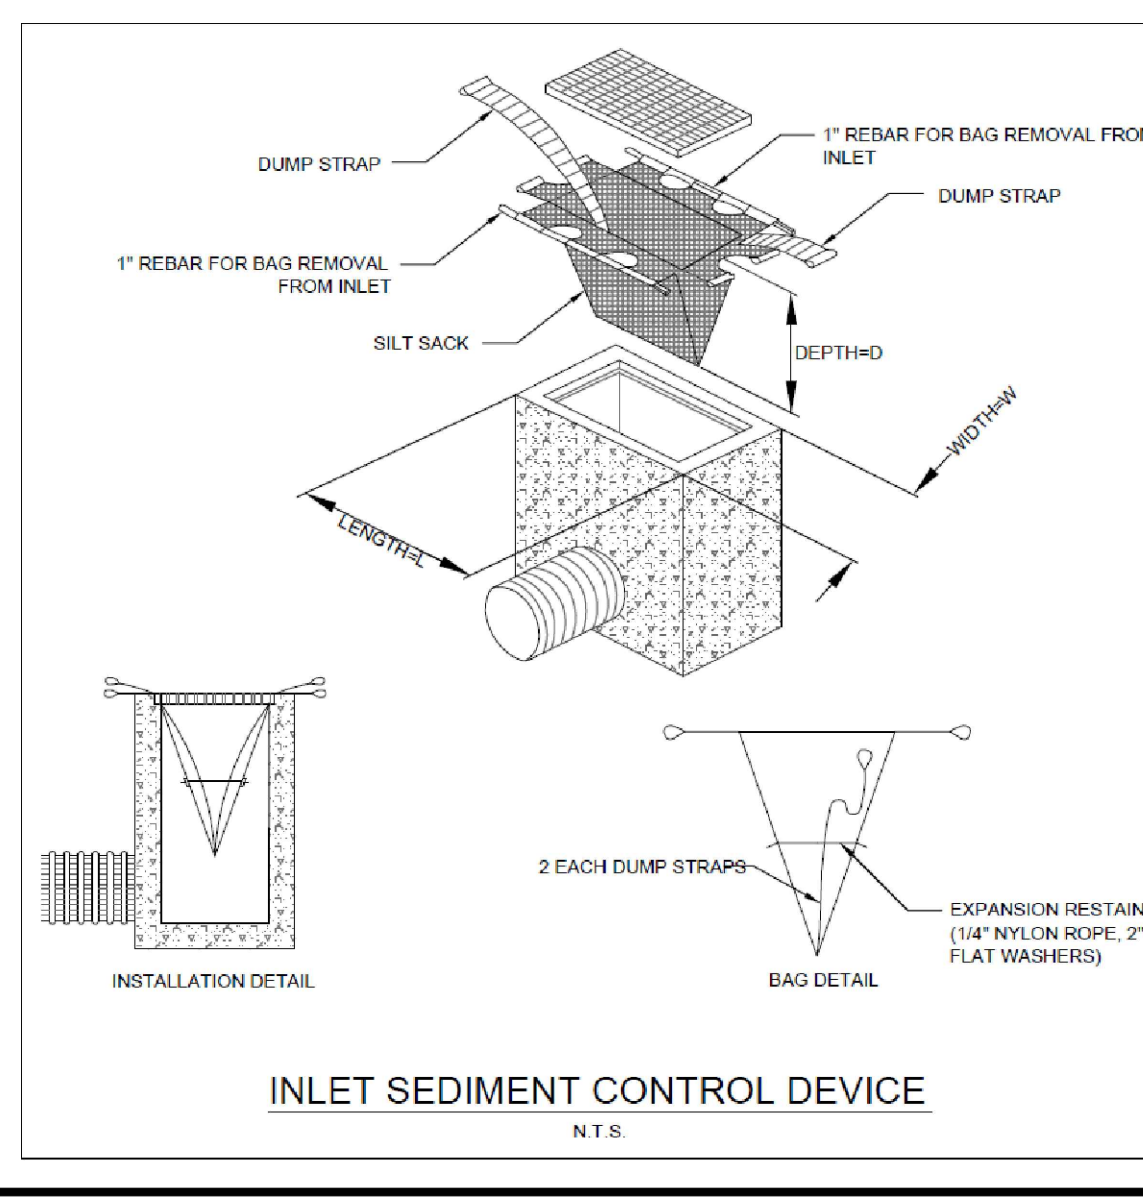 DUMP STRAP
1" REBAR FOR BAG REMOVAL FROM
INLET
DUMP STRAP
1" REBAR FOR BAG REMOVAL
FROM INLET
SILT SACK
DEPTH=D
WIDTH=W
LENGTH=L
2 EACH DUMP STRAPS
EXPANSION RESTAIN
(1/4" NYLON ROPE, 2"
FLAT WASHERS)
INSTALLATION DETAIL
BAG DETAIL
INLET SEDIMENT CONTROL DEVICE
N.T.S.